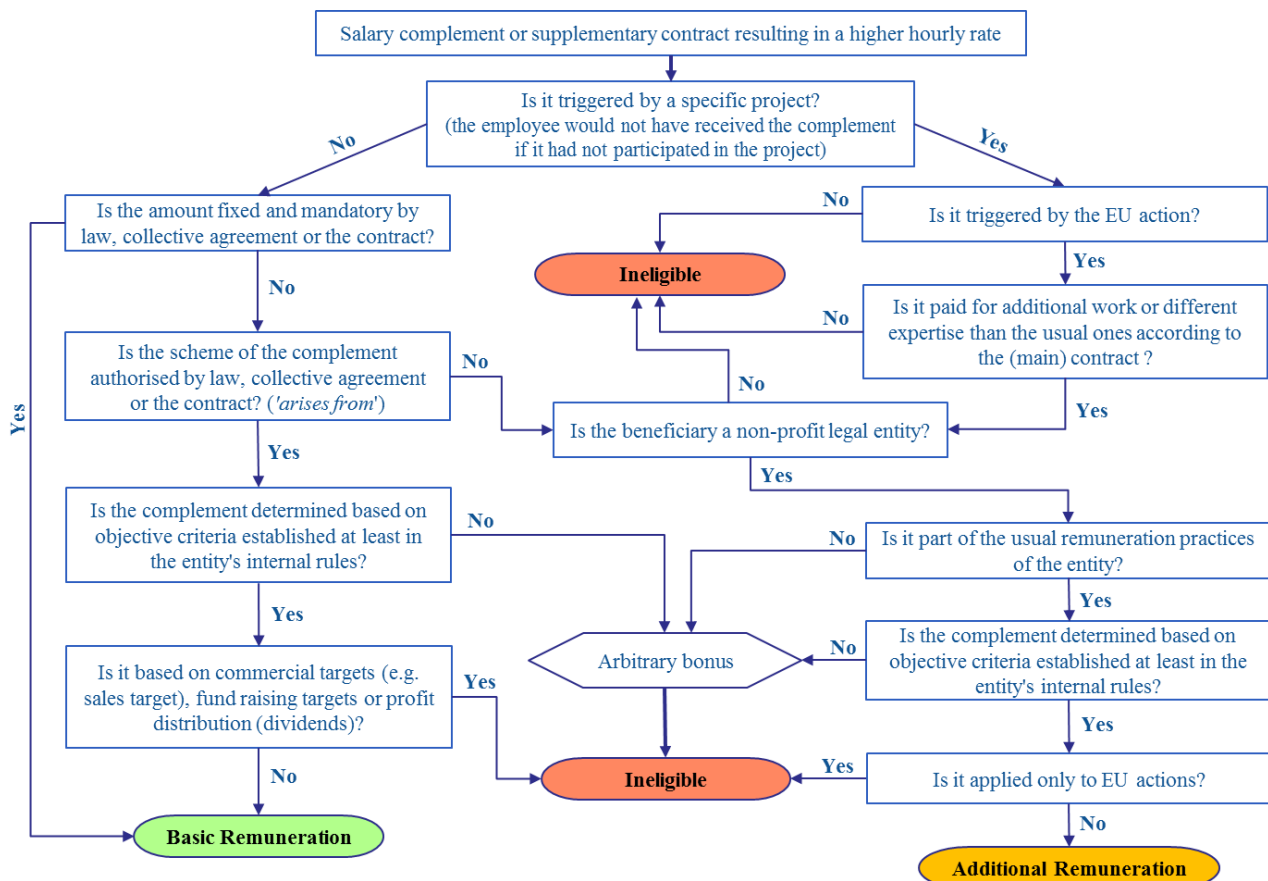 Salary complement or supplementary contract resulting in a higher hourly rate
Is it triggered by a specific project?
(the employee would not have received the complement
if it had not participated in the project)
No
Yes
Is the amount fixed and mandatory by
law, collective agreement or the contract?
No
Is it triggered by the EU action?
Yes
Ineligible
No
Is it paid for additional work or different
expertise than the usual ones according to
the (main) contract ?
No
Is the scheme of the complement
authorised by law, collective agreement
or the contract? ('arises from')
No
No
Yes
Is the beneficiary a non-profit legal entity?
Yes
Yes
Yes
Is the complement determined based on
objective criteria established at least in
the entity's internal rules?
No
No
Is it part of the usual remuneration practices
of the entity?
Yes
Yes
Is it based on commercial targets (e.g.
sales target), fund raising targets or profit
distribution (dividends)?
Yes
Arbitrary bonus
No
Is the complement determined based on
objective criteria established at least in the
entity's internal rules?
Yes
No
Ineligible
Yes
Is it applied only to EU actions?
No
Basic Remuneration
Additional Remuneration